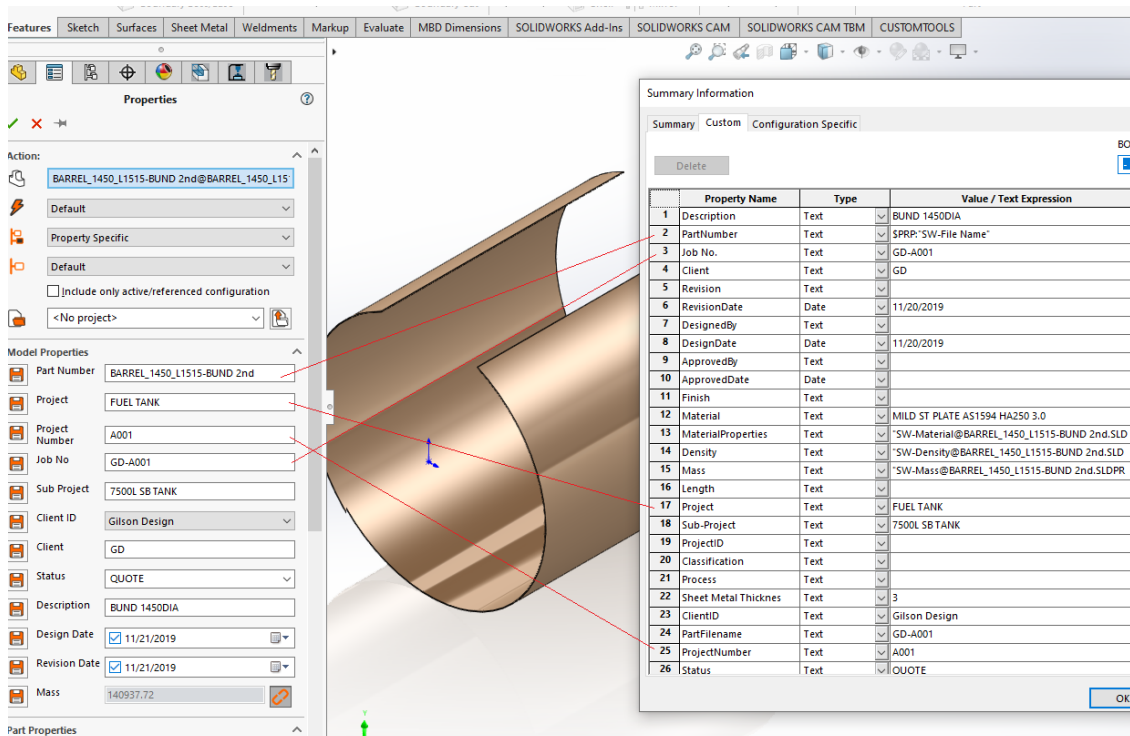 Features Sketch Surfaces Sheet Metal Weldments Markup Evaluate MBD Dimensions SOLIDWORKS Add-Ins SOLIDWORKS CAM SOLIDWORKS CAM TBM CUSTOMTOOLS
Properties
Action:
BARREL_1450_L1515-BUND 2nd@BARREL_1450_L15
Default
Property Specific
Default
Include only active/referenced configuration
<No project>
Model Properties
Part Number BARREL_1450_L1515-BUND 2nd
Project FUEL TANK
Project Number A001
Job No GD-A001
Sub Project 7500L SB TANK
Client ID Gilson Design
Client GD
Status QUOTE
Description BUND 1450DIA
Design Date 11/21/2019
Revision Date 11/21/2019
Mass 140937.72
Part Properties
Summary Information
Summary Custom Configuration Specific
BO
Delete
Property Name Type Value / Text Expression
1 Description Text BUND 1450DIA
2 PartNumber Text $PRP:"SW-File Name"
3 Job No. Text GD-A001
4 Client Text GD
5 Revision Text
6 RevisionDate Date 11/20/2019
7 DesignedBy Text
8 DesignDate Date 11/20/2019
9 ApprovedBy Text
10 ApprovedDate Date
11 Finish Text
12 Material Text MILD ST PLATE AS1594 HA250 3.0
13 MaterialProperties Text "SW-Material@BARREL_1450_L1515-BUND 2nd.SLD
14 Density Text "SW-Density@BARREL_1450_L1515-BUND 2nd.SLD
15 Mass Text "SW-Mass@BARREL_1450_L1515-BUND 2nd.SLDPR
16 Length Text
17 Project Text FUEL TANK
18 Sub-Project Text 7500L SB TANK
19 ProjectID Text
20 Classification Text
21 Process Text
22 Sheet Metal Thicknes Text 3
23 ClientID Text Gilson Design
24 PartFilename Text GD-A001
25 ProjectNumber Text A001
26 Status Text QUOTE
OK